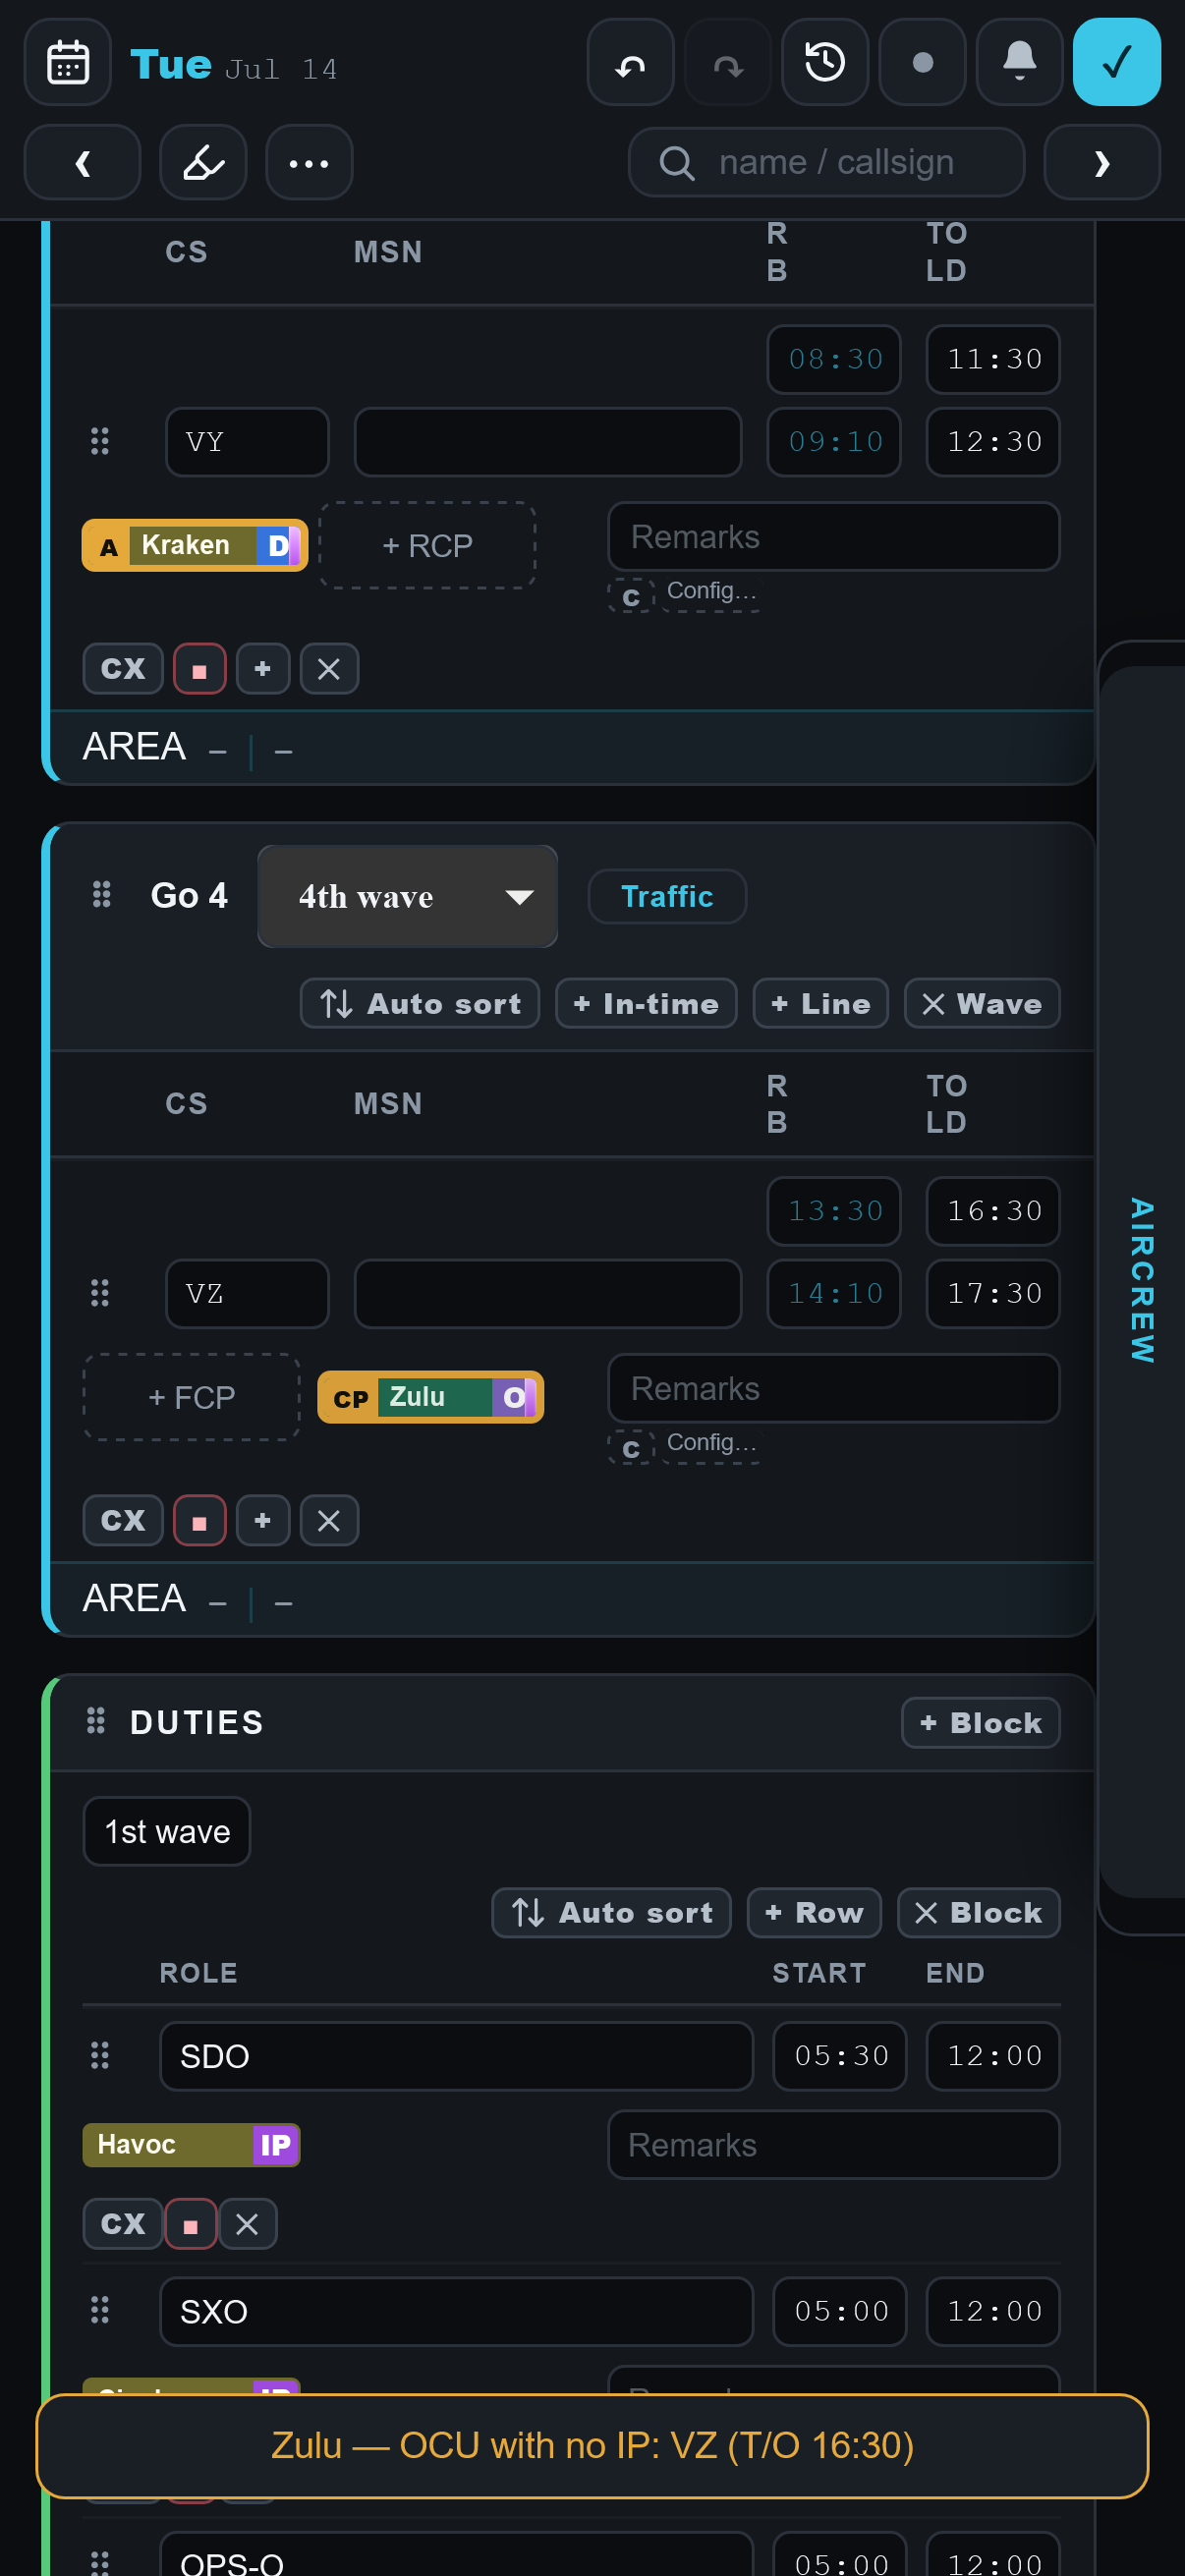 Tue Jul 14
name / callsign
CS MSN R TO
B LD
08:30 11:30
VY 09:10 12:30
A Kraken D + RCP Remarks
C Config...
CX + ×
AREA – | –
Go 4 4th wave Traffic
Auto sort + In-time + Line × Wave
CS MSN R TO
B LD
13:30 16:30
VZ 14:10 17:30
+ FCP CP Zulu O Remarks
C Config...
CX + ×
AREA – | –
AIRCREW
DUTIES + Block
1st wave
Auto sort + Row × Block
ROLE START END
SDO 05:30 12:00
Havoc IP Remarks
CX ×
SXO 05:00 12:00
Zulu — OCU with no IP: VZ (T/O 16:30)
OPS-O 05:00 12:00